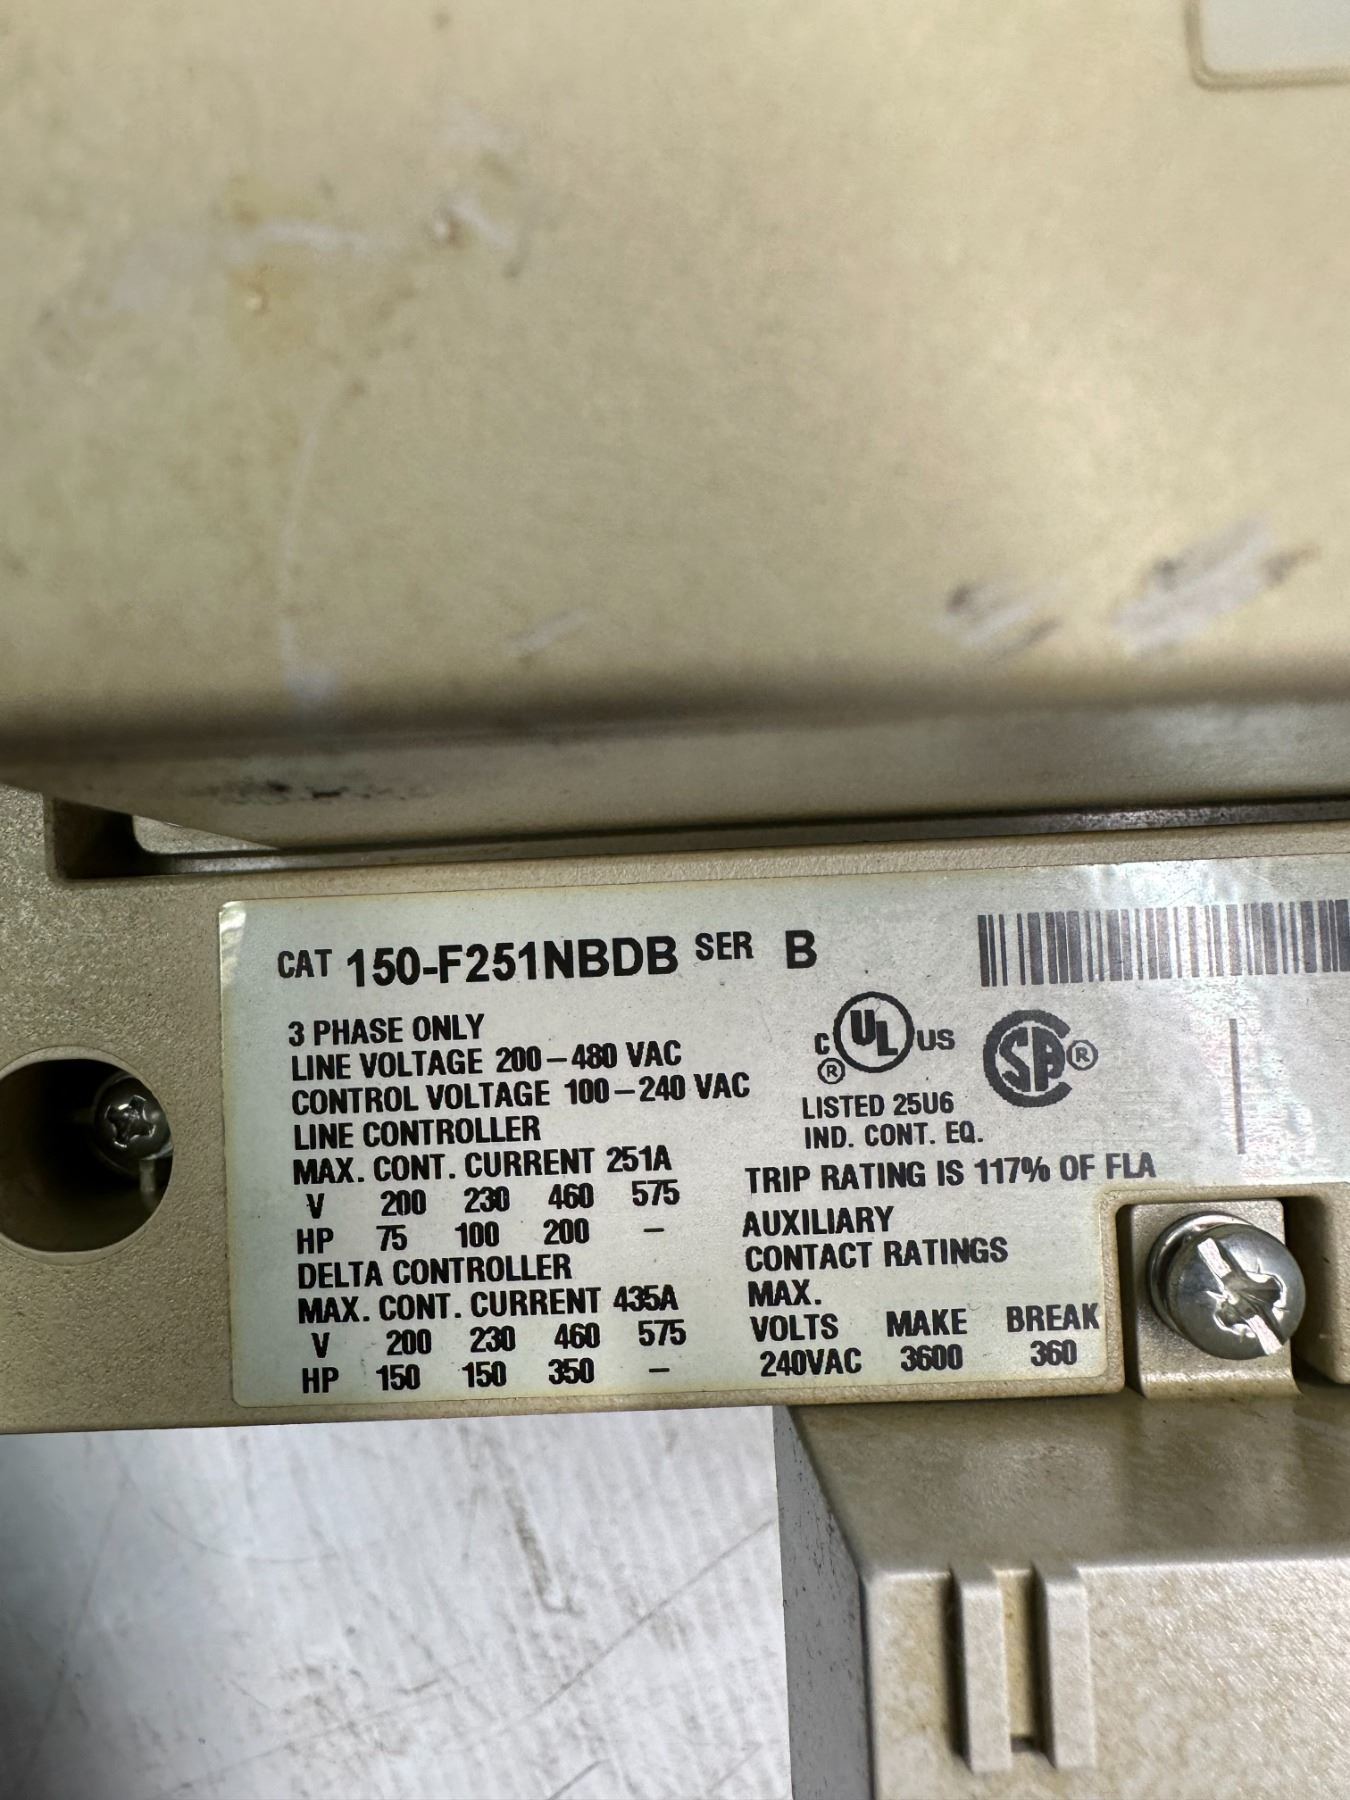 CAT 150-F251NBDB SER B
3 PHASE ONLY
LINE VOLTAGE 200–480 VAC
CONTROL VOLTAGE 100–240 VAC
LINE CONTROLLER
MAX. CONT. CURRENT 251A
V 200 230 460 575
HP 75 100 200 –
DELTA CONTROLLER
MAX. CONT. CURRENT 435A
V 200 230 460 575
HP 150 150 350 –
C UL US ®
SA ®
LISTED 25U6
IND. CONT. EQ.
TRIP RATING IS 117% OF FLA
AUXILIARY
CONTACT RATINGS
MAX.
VOLTS MAKE BREAK
240VAC 3600 360